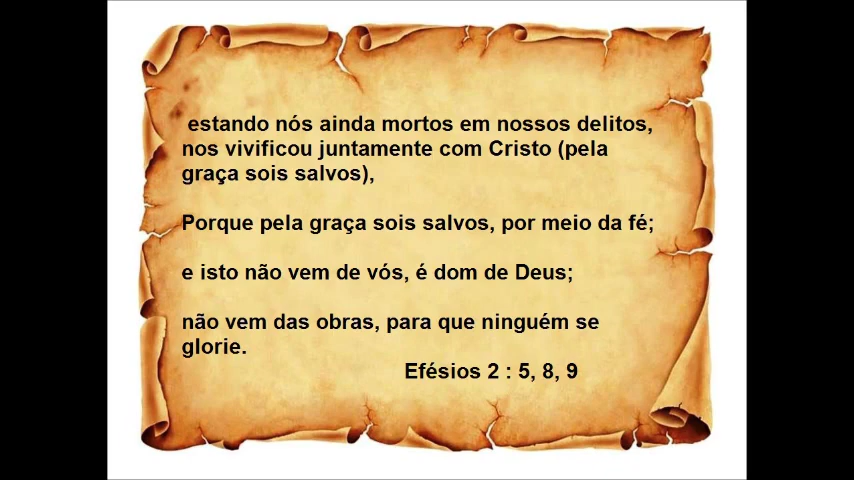 estando nós ainda mortos em nossos delitos,
nos vivificou juntamente com Cristo (pela
graça sois salvos),
Porque pela graça sois salvos, por meio da fé;
e isto não vem de vós, é dom de Deus;
não vem das obras, para que ninguém se
glorie.
Efésios 2 : 5, 8, 9